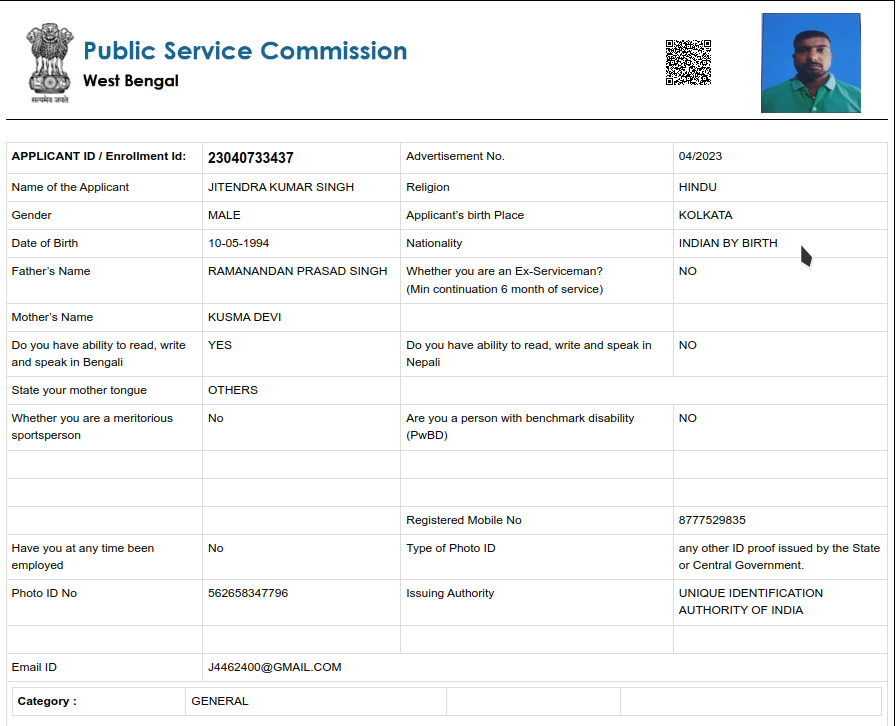 Public Service Commission
West Bengal
सत्यमेव जयते
APPLICANT ID / Enrollment Id: 23040733437 Advertisement No. 04/2023
Name of the Applicant JITENDRA KUMAR SINGH Religion HINDU
Gender MALE Applicant's birth Place KOLKATA
Date of Birth 10-05-1994 Nationality INDIAN BY BIRTH
Father's Name RAMANANDAN PRASAD SINGH Whether you are an Ex-Serviceman? NO
(Min continuation 6 month of service)
Mother's Name KUSMA DEVI
Do you have ability to read, write YES Do you have ability to read, write and speak in NO
and speak in Bengali Nepali
State your mother tongue OTHERS
Whether you are a meritorious No Are you a person with benchmark disability NO
sportsperson (PwBD)
Registered Mobile No 8777529835
Have you at any time been No Type of Photo ID any other ID proof issued by the State
employed or Central Government.
Photo ID No 562658347796 Issuing Authority UNIQUE IDENTIFICATION
AUTHORITY OF INDIA
Email ID J4462400@GMAIL.COM
Category : GENERAL